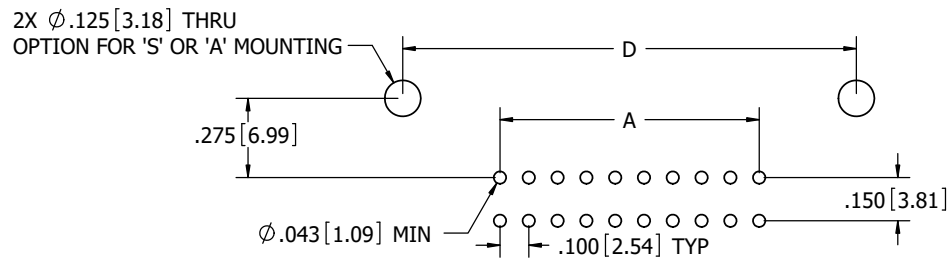 2X ∅.125[3.18] THRU
OPTION FOR 'S' OR 'A' MOUNTING
D
.275[6.99]
A
∅.043[1.09] MIN
.100[2.54] TYP
.150[3.81]